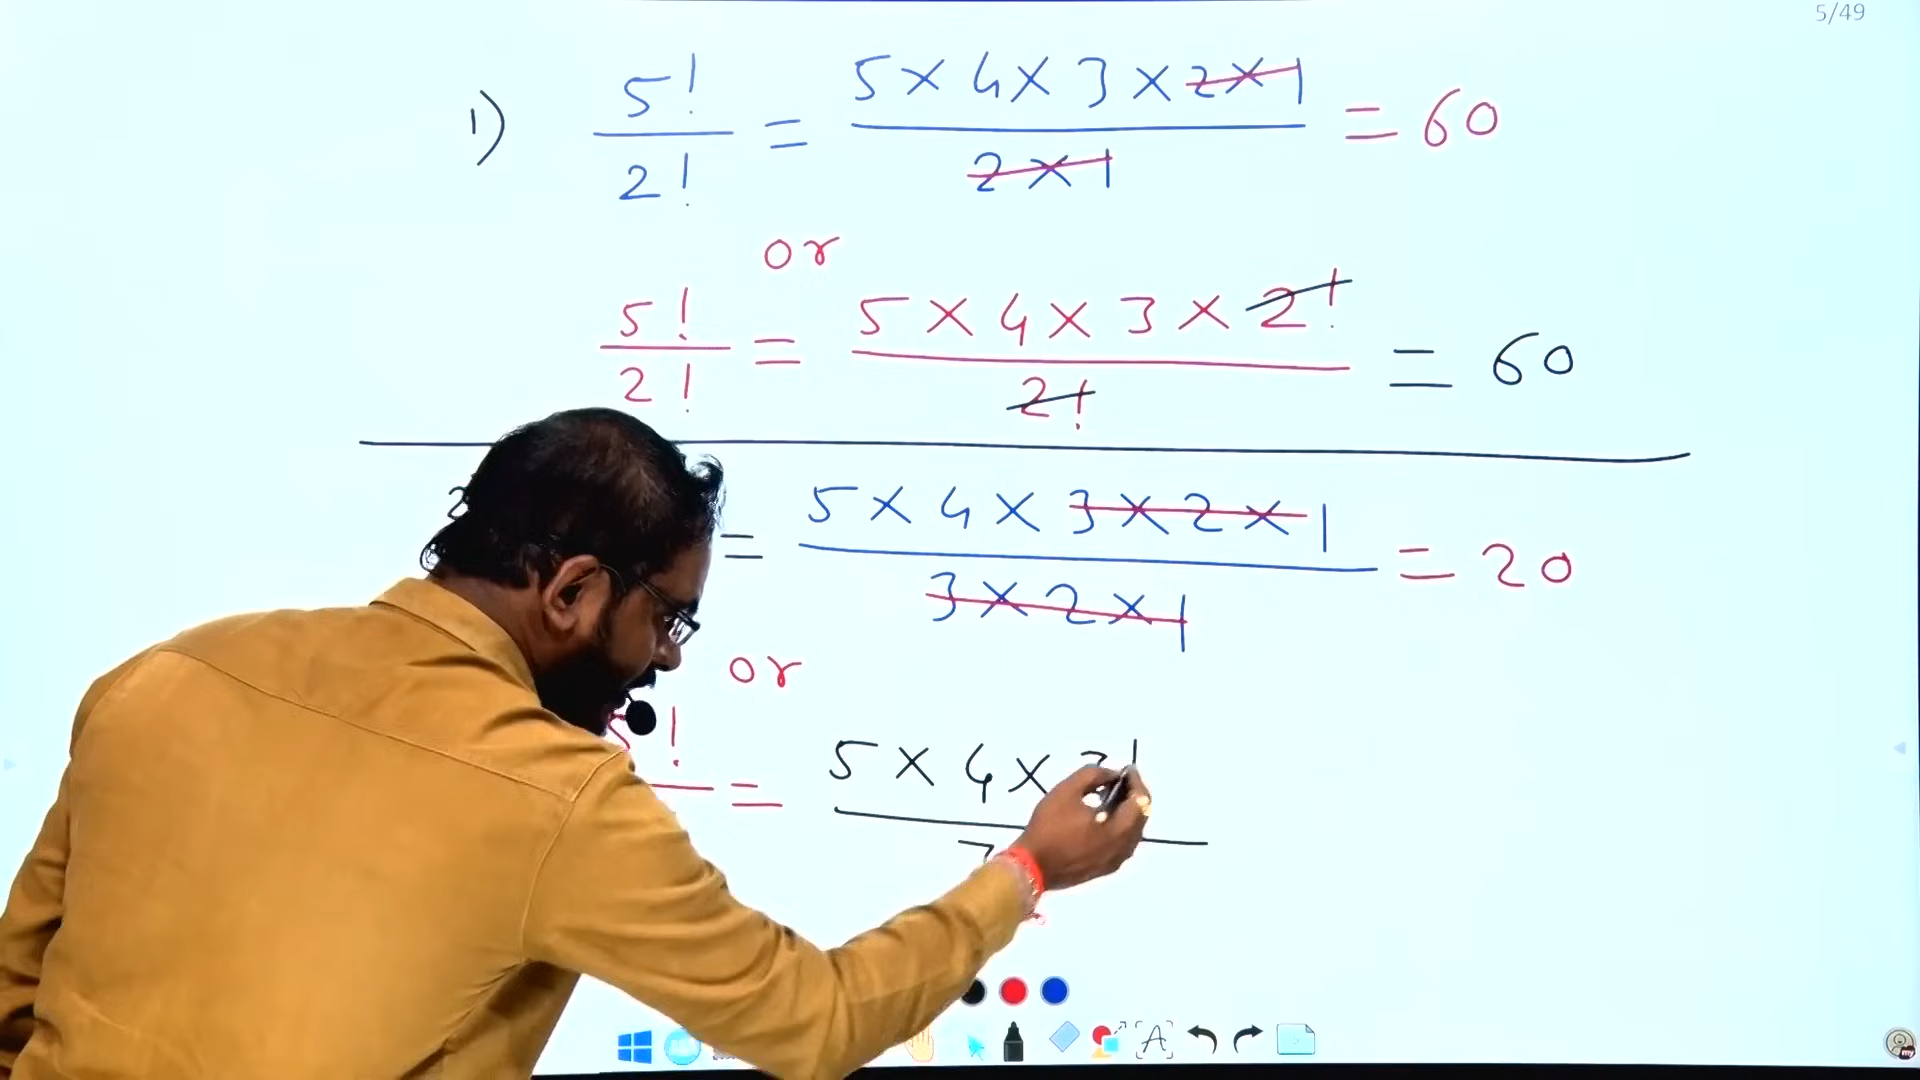 5/49
1) 5!/2! = 5 × 4 × 3 × 2 × 1 / 2 × 1 = 60
or
5!/2! = 5 × 4 × 3 × 2! / 2! = 60
= 5 × 4 × 3 × 2 × 1 / 3 × 2 × 1 = 20
or
5! = 5 × 4 × 3!